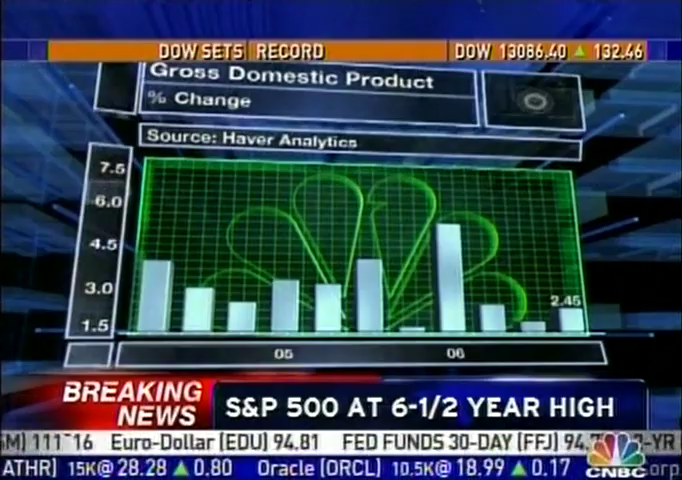 DOW SETS RECORD DOW 13086.40 ▲ 132.46
Gross Domestic Product
% Change
Source: Haver Analytics
7.5
6.0
4.5
3.0
1.5
2.45
05 06
BREAKING
NEWS
S&P 500 AT 6-1/2 YEAR HIGH
111~16 Euro-Dollar (EDU) 94.81 FED FUNDS 30-DAY (FFJ) 94. -YR
ATHR) 15K@ 28.28 ▲ 0.80 Oracle (ORCL) 10.5K@ 18.99 ▲ 0.17
CNBC